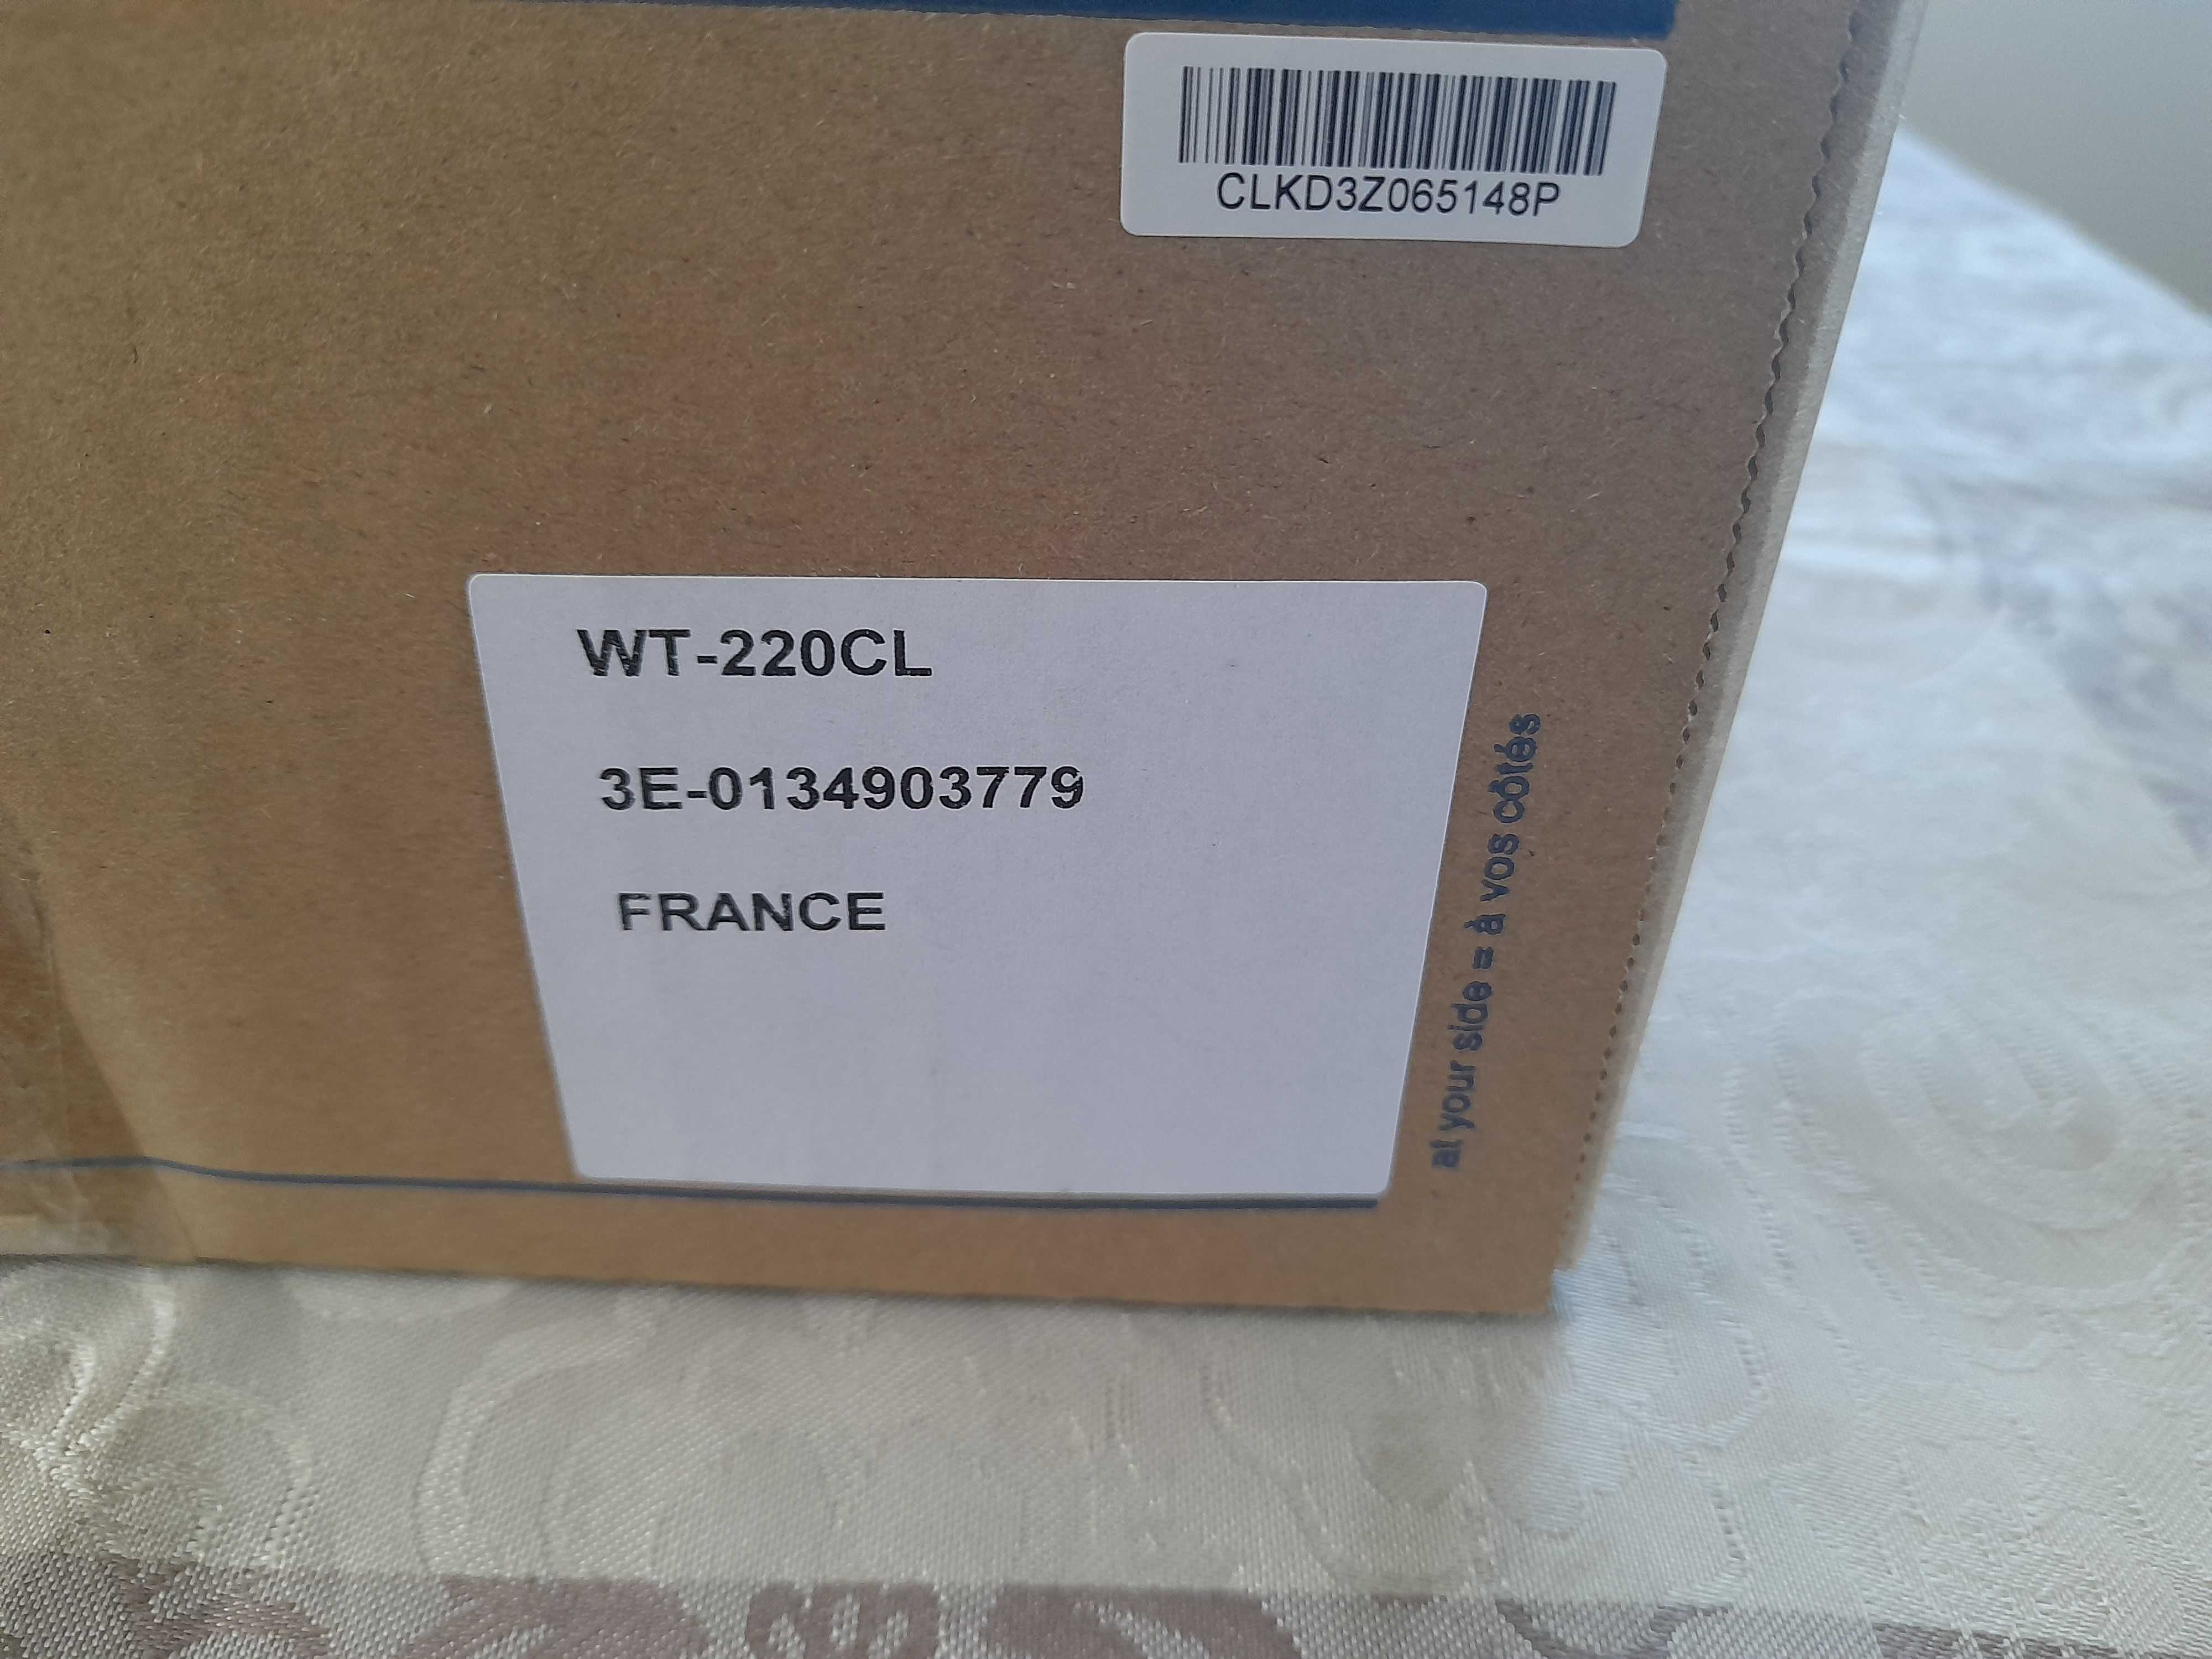 CLKD3Z065148P
WT-220CL
3E-0134903779
FRANCE
at your side = à vos côtés